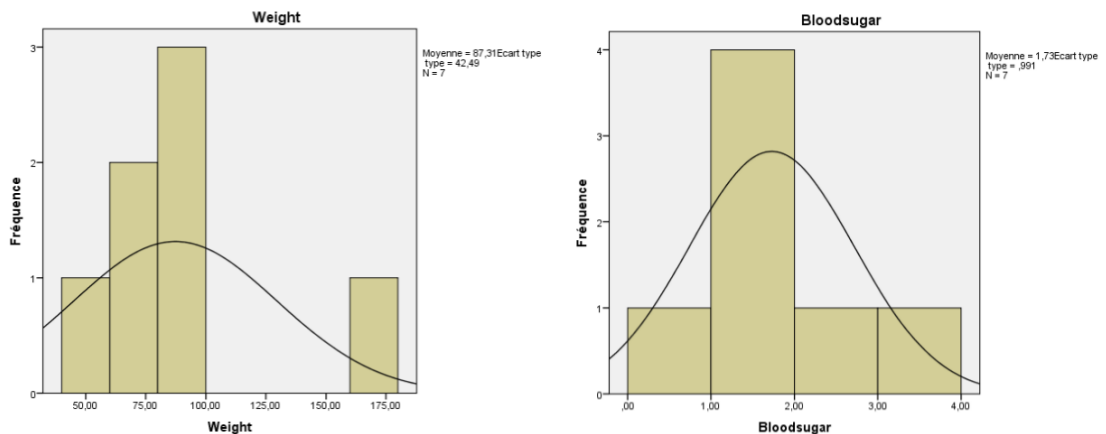 Weight
Moyenne = 87,31Ecart type
type = 42,49
N = 7
3
2
1
0
Fréquence
50,00 75,00 100,00 125,00 150,00 175,00
Weight
Bloodsugar
Moyenne = 1,73Ecart type
type = ,991
N = 7
4
3
2
1
0
Fréquence
,00 1,00 2,00 3,00 4,00
Bloodsugar